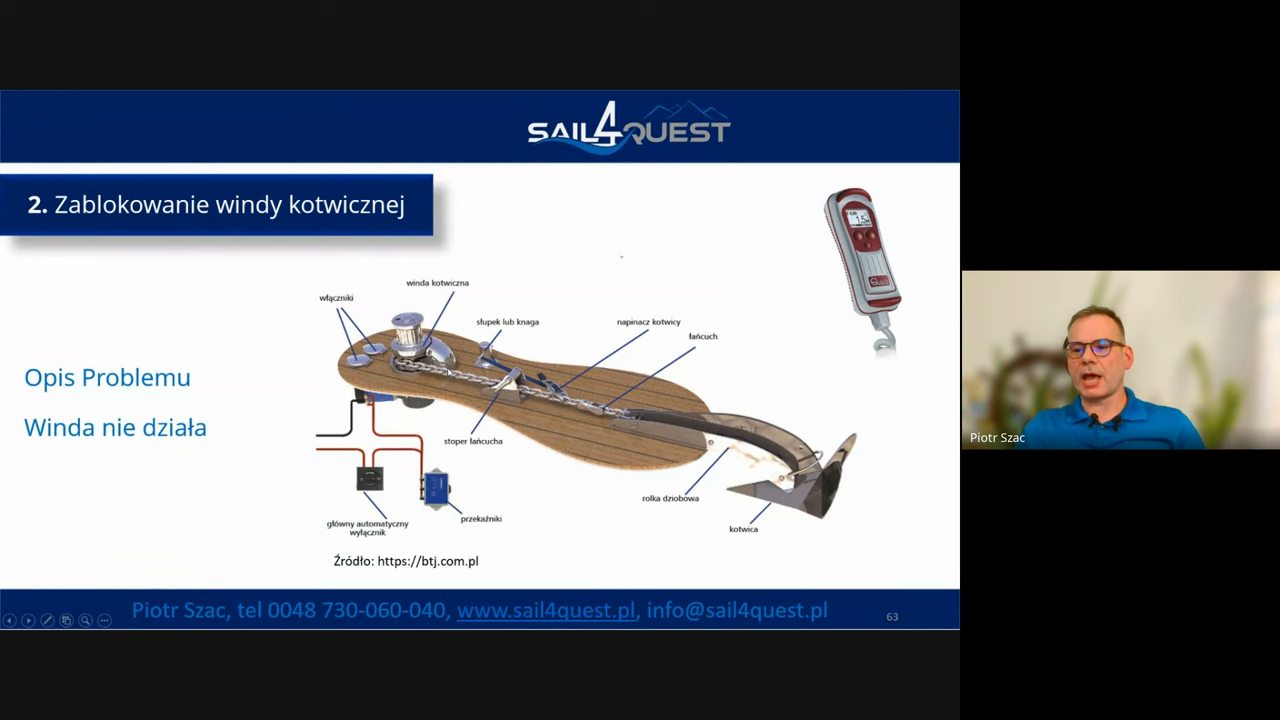 SAIL4QUEST
2. Zablokowanie windy kotwicznej
winda kotwiczna
włączniki
słupek lub knaga
napinacz kotwicy
łańcuch
Opis Problemu
Winda nie działa
stoper łańcucha
rolka dziobowa
kotwica
przekaźniki
główny automatyczny
wyłącznik
Źródło: https://btj.com.pl
Piotr Szac, tel 0048 730-060-040, www.sail4quest.pl, info@sail4quest.pl
63
Piotr Szac